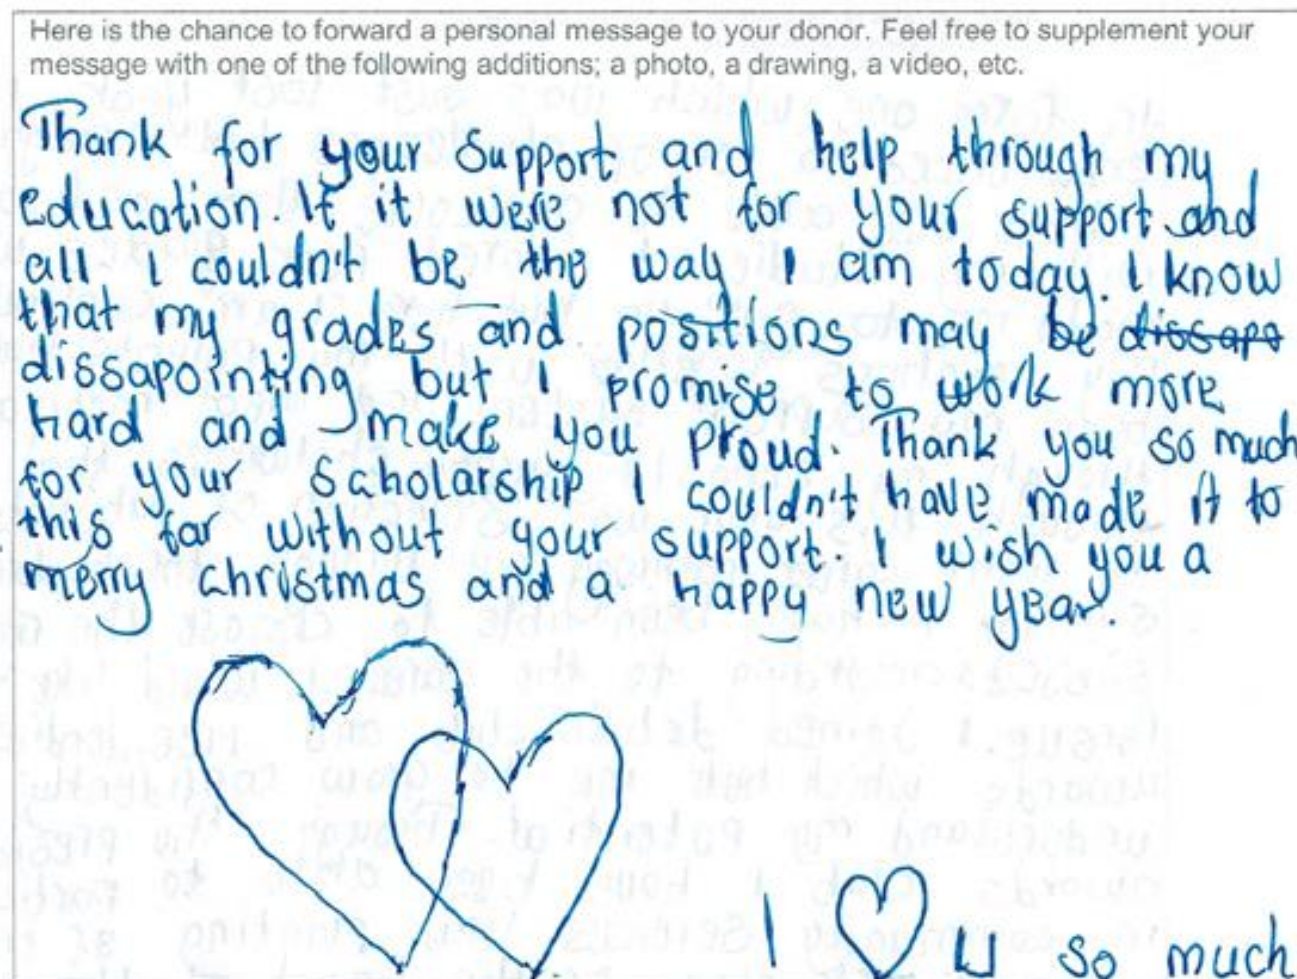 Here is the chance to forward a personal message to your donor. Feel free to supplement your
message with one of the following additions; a photo, a drawing, a video, etc.
Thank for your support and help through my
education. If it were not for your support and
all I couldn't be the way I am today. I know
that my grades and positions may be dissapo
dissapointing but I promise to work more
hard and make you proud. Thank you so much
for your Scholarship I couldn't have made it to
this far without your support. I wish you a
merry christmas and a happy new year.
I ♡ U so much